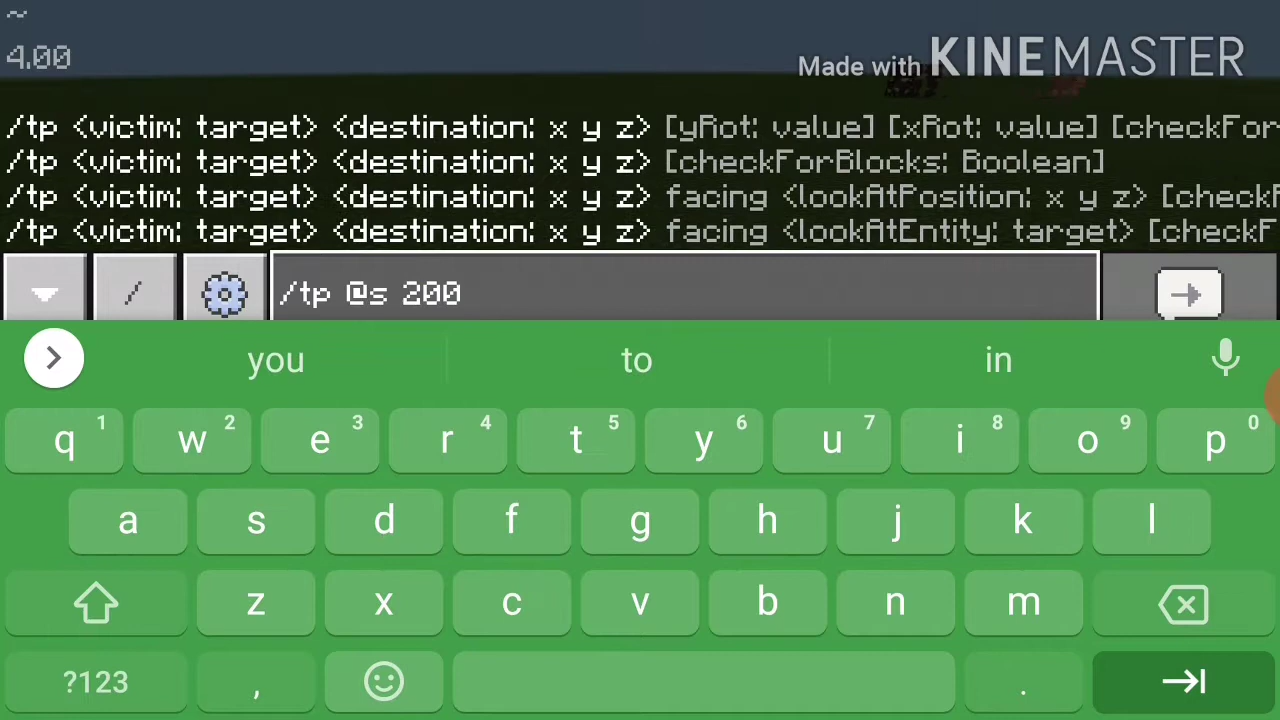 ~
4.00
Made with KINEMASTER
/tp <victim: target> <destination: x y z> [yRot: value] [xRot: value] [checkFor
/tp <victim: target> <destination: x y z> [checkForBlocks: Boolean]
/tp <victim: target> <destination: x y z> facing <lookAtPosition: x y z> [checkF
/tp <victim: target> <destination: x y z> facing <lookAtEntity: target> [checkF
/
/tp @s 200
you to in
q 1 w 2 e 3 r 4 t 5 y 6 u 7 i 8 o 9 p 0
a s d f g h j k l
z x c v b n m
?123 , .